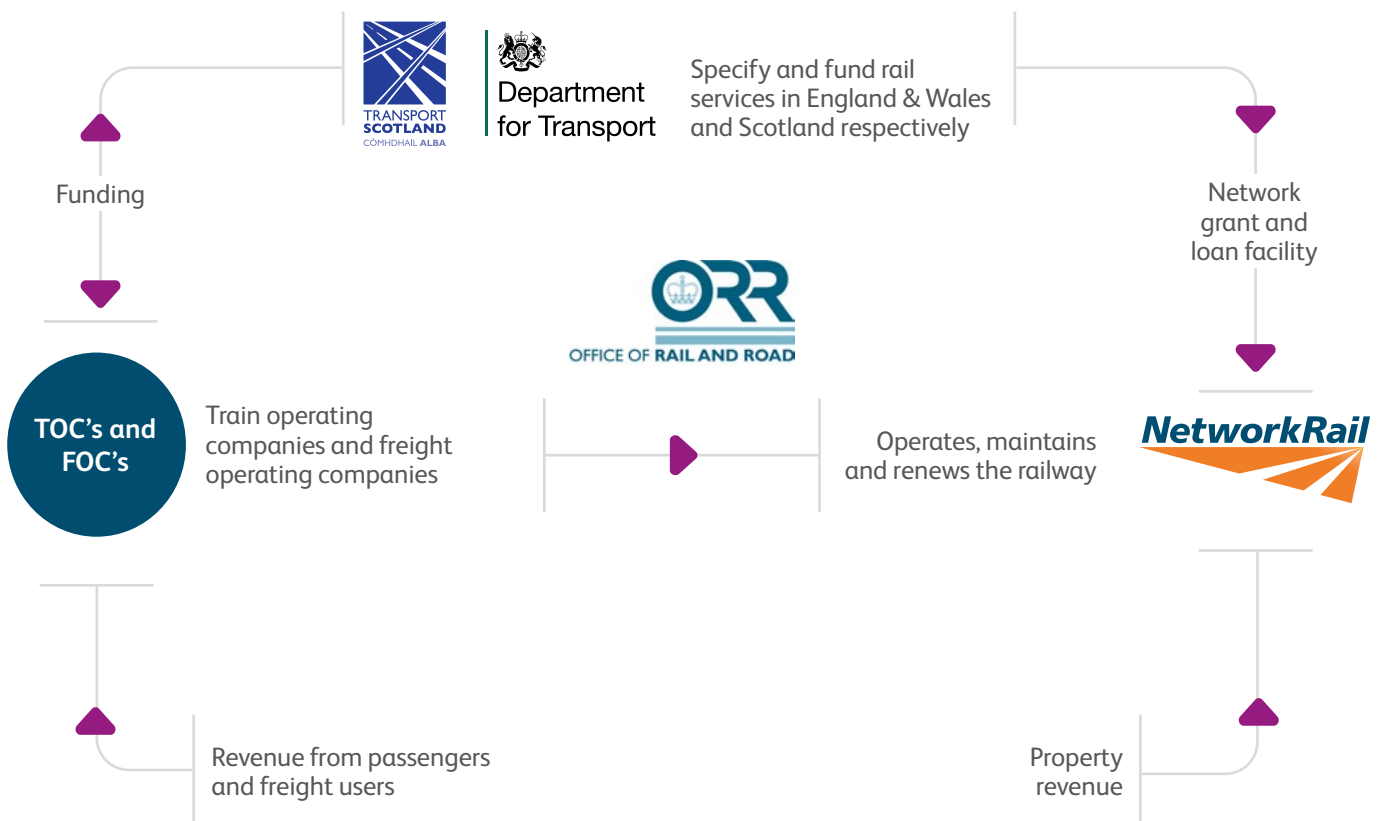 TRANSPORT
SCOTLAND
CÒMHDHAIL ALBA
Department
for Transport
Specify and fund rail
services in England & Wales
and Scotland respectively
Funding
Network
grant and
loan facility
ORR
OFFICE OF RAIL AND ROAD
TOC's and
FOC's
Train operating
companies and freight
operating companies
Operates, maintains
and renews the railway
NetworkRail
Revenue from passengers
and freight users
Property
revenue